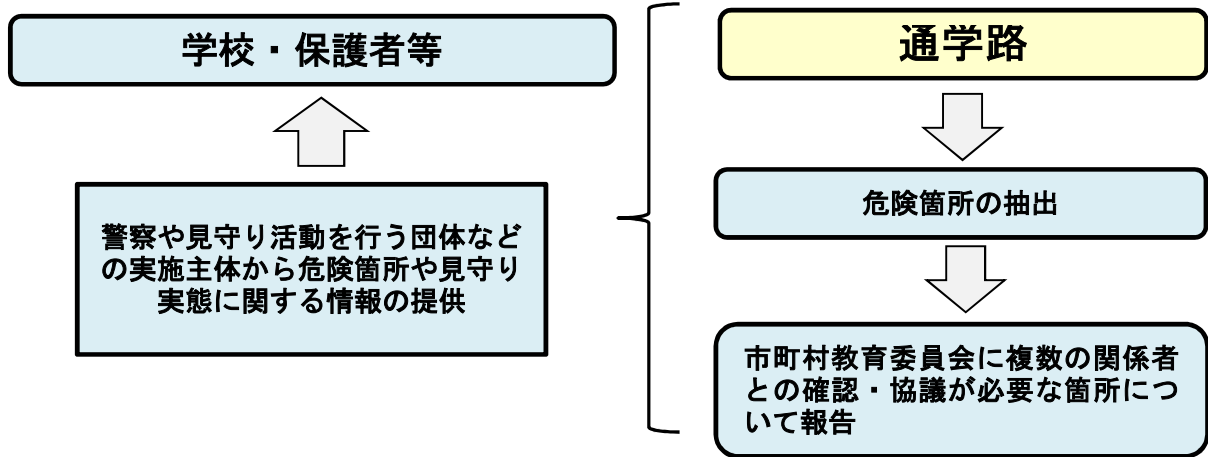 学校・保護者等
警察や見守り活動を行う団体など
の実施主体から危険箇所や見守り
実態に関する情報の提供
通学路
危険箇所の抽出
市町村教育委員会に複数の関係者
との確認・協議が必要な箇所につ
いて報告